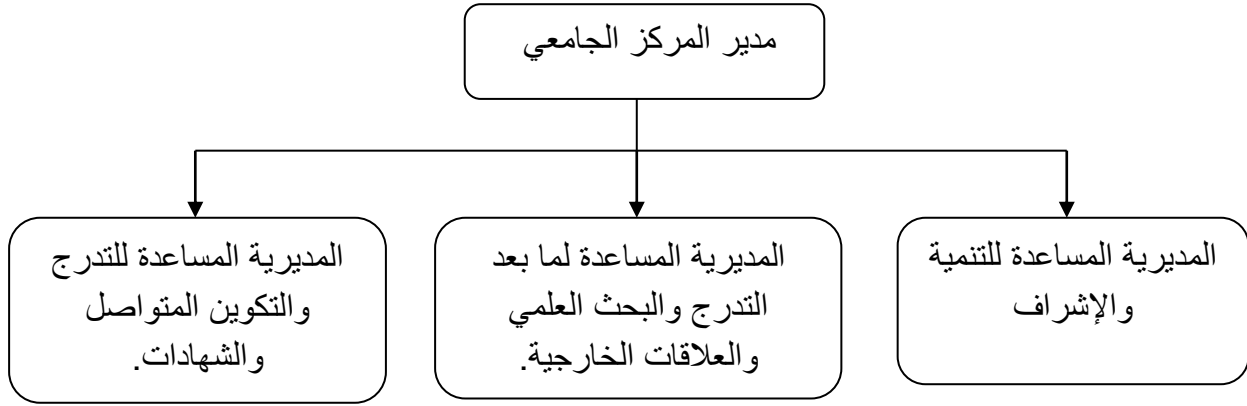 مدير المركز الجامعي
المديرية المساعدة للتنمية
والإشراف
المديرية المساعدة لما بعد
التدرج والبحث العلمي
والعلاقات الخارجية.
المديرية المساعدة للتدرج
والتكوين المتواصل
والشهادات.